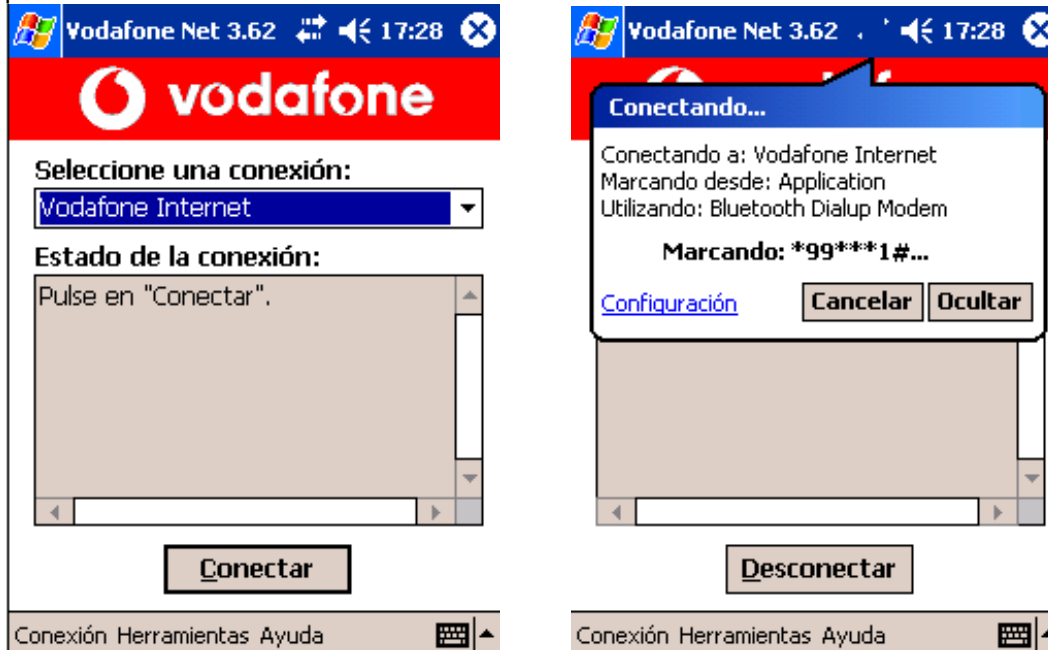 Vodafone Net 3.62 17:28
vodafone
Seleccione una conexión:
Vodafone Internet
Estado de la conexión:
Pulse en "Conectar".
Conectar
Conexión Herramientas Ayuda
Vodafone Net 3.62 17:28
Conectando...
Conectando a: Vodafone Internet
Marcando desde: Application
Utilizando: Bluetooth Dialup Modem
Marcando: *99***1#...
Configuración Cancelar Ocultar
Desconectar
Conexión Herramientas Ayuda